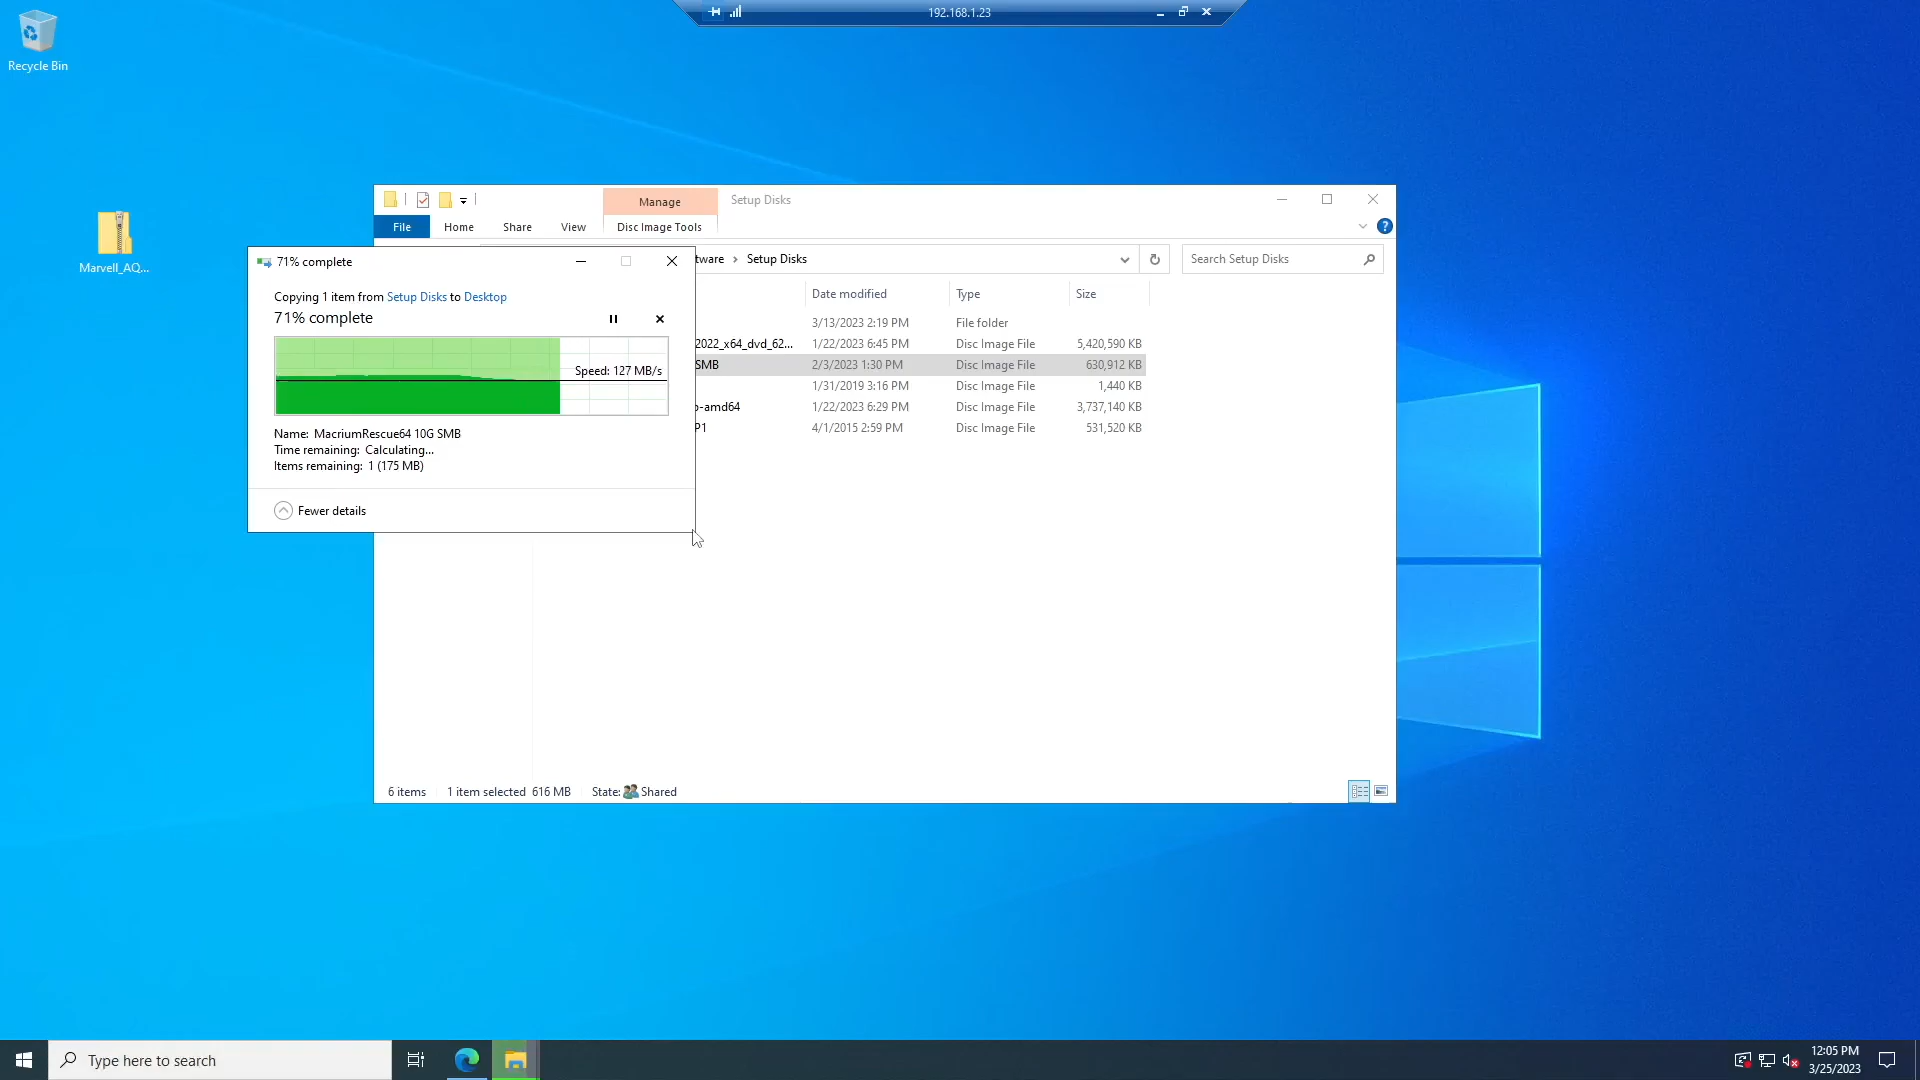 192.168.1.23
Recycle Bin
Marvell_AQ...
Manage
Setup Disks
File
Home
Share
View
Disc Image Tools
tware > Setup Disks
Search Setup Disks
Date modified
Type
Size
3/13/2023 2:19 PM
File folder
2022_x64_dvd_62...
1/22/2023 6:45 PM
Disc Image File
5,420,590 KB
SMB
2/3/2023 1:30 PM
Disc Image File
630,912 KB
1/31/2019 3:16 PM
Disc Image File
1,440 KB
o-amd64
1/22/2023 6:29 PM
Disc Image File
3,737,140 KB
P1
4/1/2015 2:59 PM
Disc Image File
531,520 KB
71% complete
Copying 1 item from Setup Disks to Desktop
71% complete
Speed: 127 MB/s
Name: MacriumRescue64 10G SMB
Time remaining: Calculating...
Items remaining: 1 (175 MB)
Fewer details
6 items
1 item selected 616 MB
State: Shared
Type here to search
12:05 PM
3/25/2023